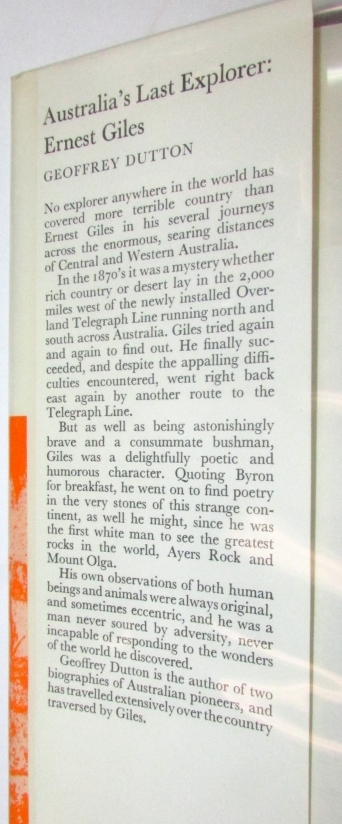 Australia's Last Explorer:
Ernest Giles
GEOFFREY DUTTON
No explorer anywhere in the world has
covered more terrible country than
Ernest Giles in his several journeys
across the enormous, searing distances
of Central and Western Australia.
In the 1870's it was a mystery whether
rich country or desert lay in the 2,000
miles west of the newly installed Over-
land Telegraph Line running north and
south across Australia. Giles tried again
and again to find out. He finally suc-
ceeded, and despite the appalling diffi-
culties encountered, went right back
east again by another route to the
Telegraph Line.
But as well as being astonishingly
brave and a consummate bushman,
Giles was a delightfully poetic and
humorous character. Quoting Byron
for breakfast, he went on to find poetry
in the very stones of this strange con-
tinent, as well he might, since he was
the first white man to see the greatest
rocks in the world, Ayers Rock and
Mount Olga.
His own observations of both human
beings and animals were always original,
and sometimes eccentric, and he was a
man never soured by adversity, never
incapable of responding to the wonders
of the world he discovered.
Geoffrey Dutton is the author of two
biographies of Australian pioneers, and
has travelled extensively over the country
traversed by Giles.